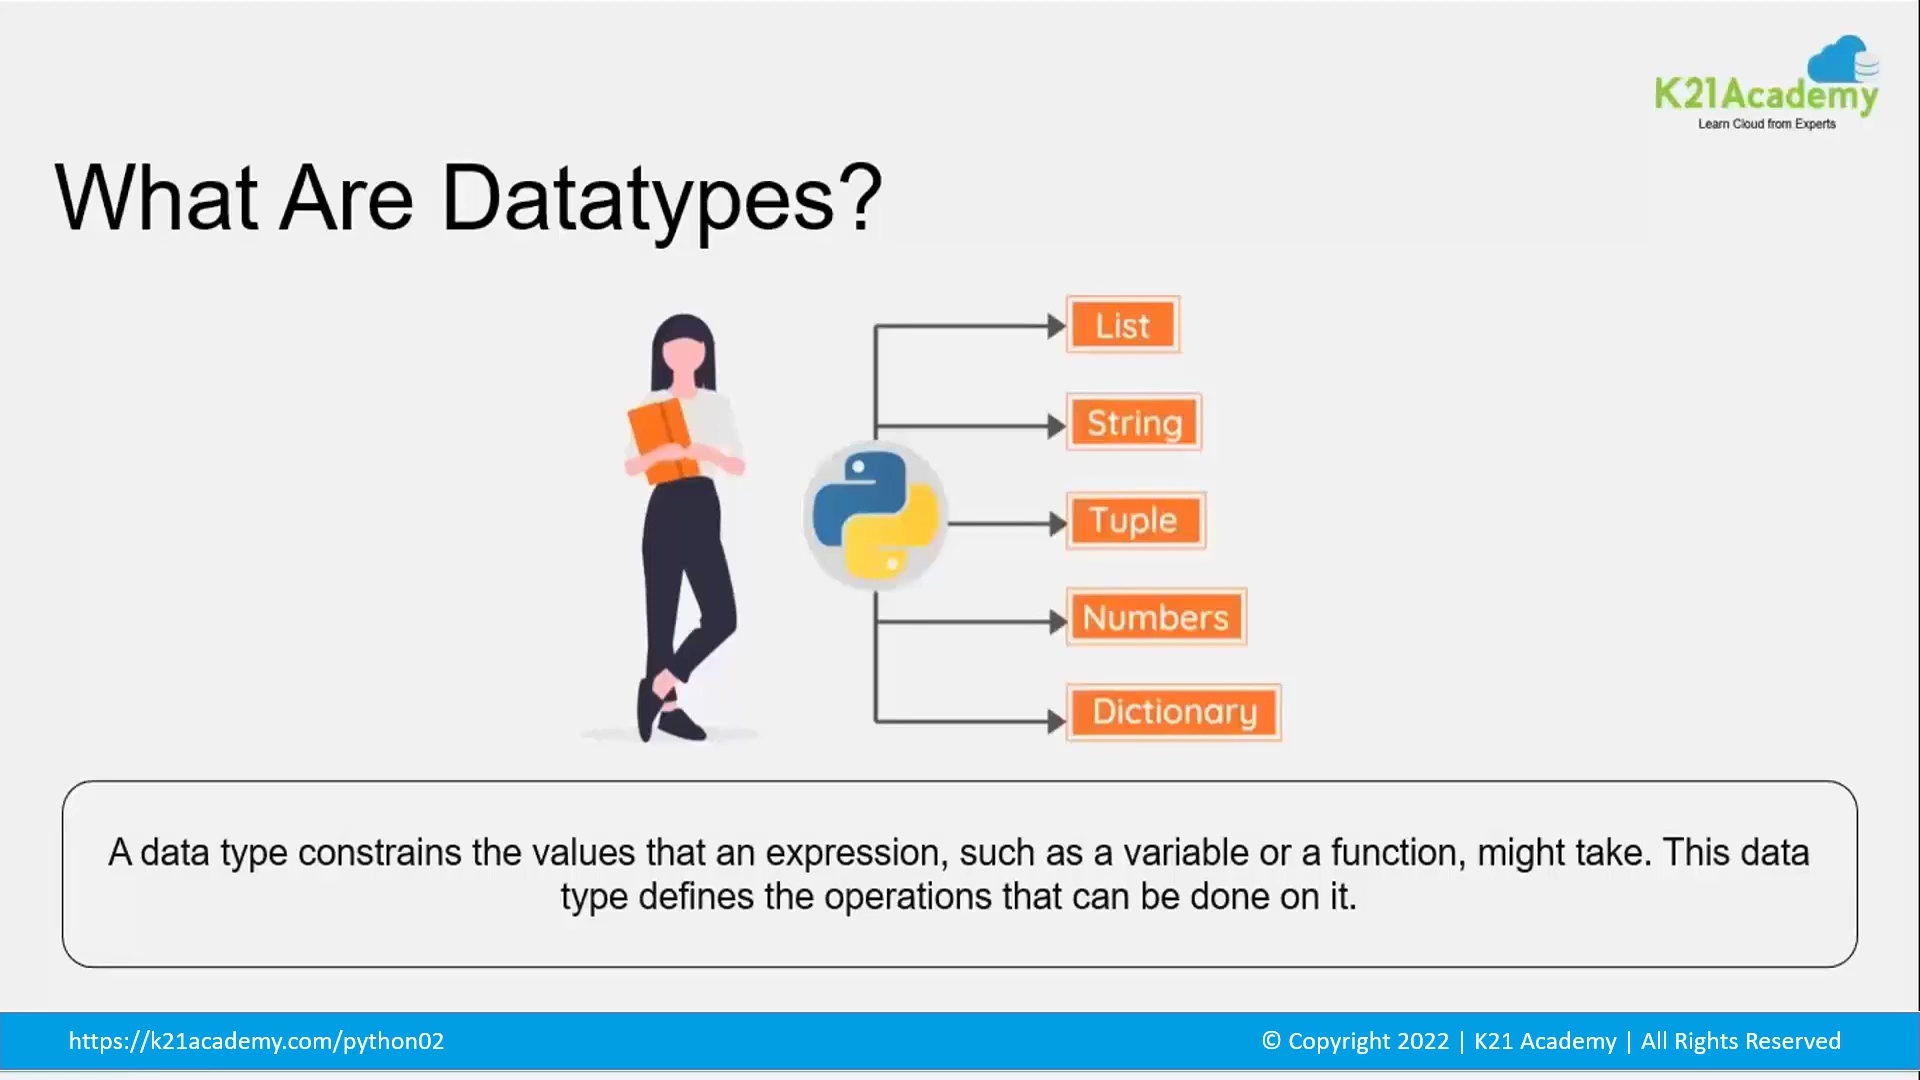 K21Academy
Learn Cloud from Experts
What Are Datatypes?
List
String
Tuple
Numbers
Dictionary
A data type constrains the values that an expression, such as a variable or a function, might take. This data
type defines the operations that can be done on it.
https://k21academy.com/python02
© Copyright 2022 | K21 Academy | All Rights Reserved